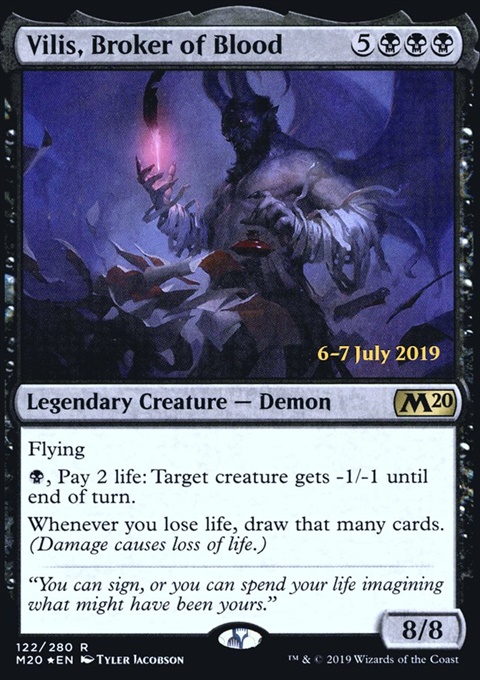 Vilis, Broker of Blood 5
6–7 July 2019
Legendary Creature — Demon M20
Flying
, Pay 2 life: Target creature gets -1/-1 until
end of turn.
Whenever you lose life, draw that many cards.
(Damage causes loss of life.)
“You can sign, or you can spend your life imagining
what might have been yours.”
8/8
122/280 R
M20 ★ EN Tyler Jacobson ™ & © 2019 Wizards of the Coast